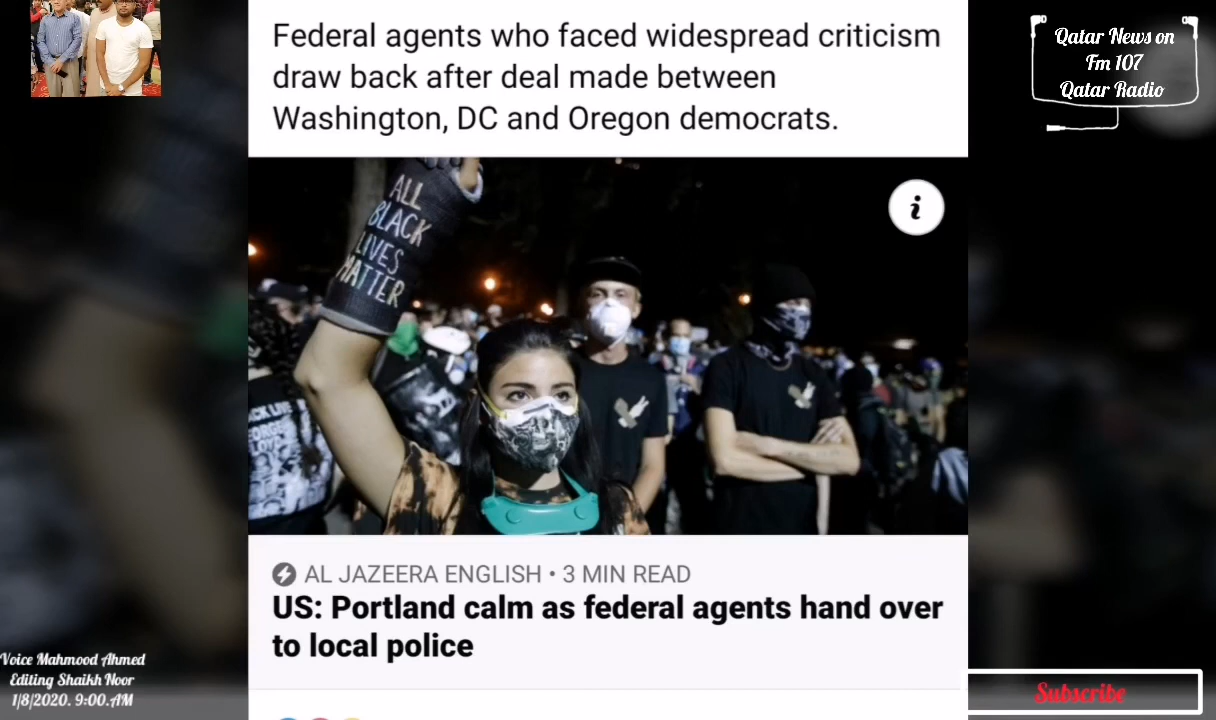 Federal agents who faced widespread criticism
draw back after deal made between
Washington, DC and Oregon democrats.
Qatar News on
Fm 107
Qatar Radio
i
ALL
BLACK
LIVES
MATTER
AL JAZEERA ENGLISH • 3 MIN READ
US: Portland calm as federal agents hand over
to local police
Voice Mahmood Ahmed
Editing Shaikh Noor
1/8/2020. 9:00.AM
Subscribe